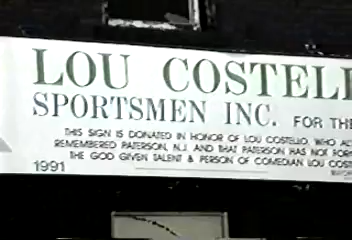 LOU COSTELL
SPORTSMEN INC. FOR THE
THIS SIGN IS DONATED IN HONOR OF LOU COSTELLO, WHO AL
REMEMBERED PATERSON, N.J. AND THAT PATERSON HAS NOT FOR
THE GOD GIVEN TALENT & PERSON OF COMEDIAN LOU COST
1991